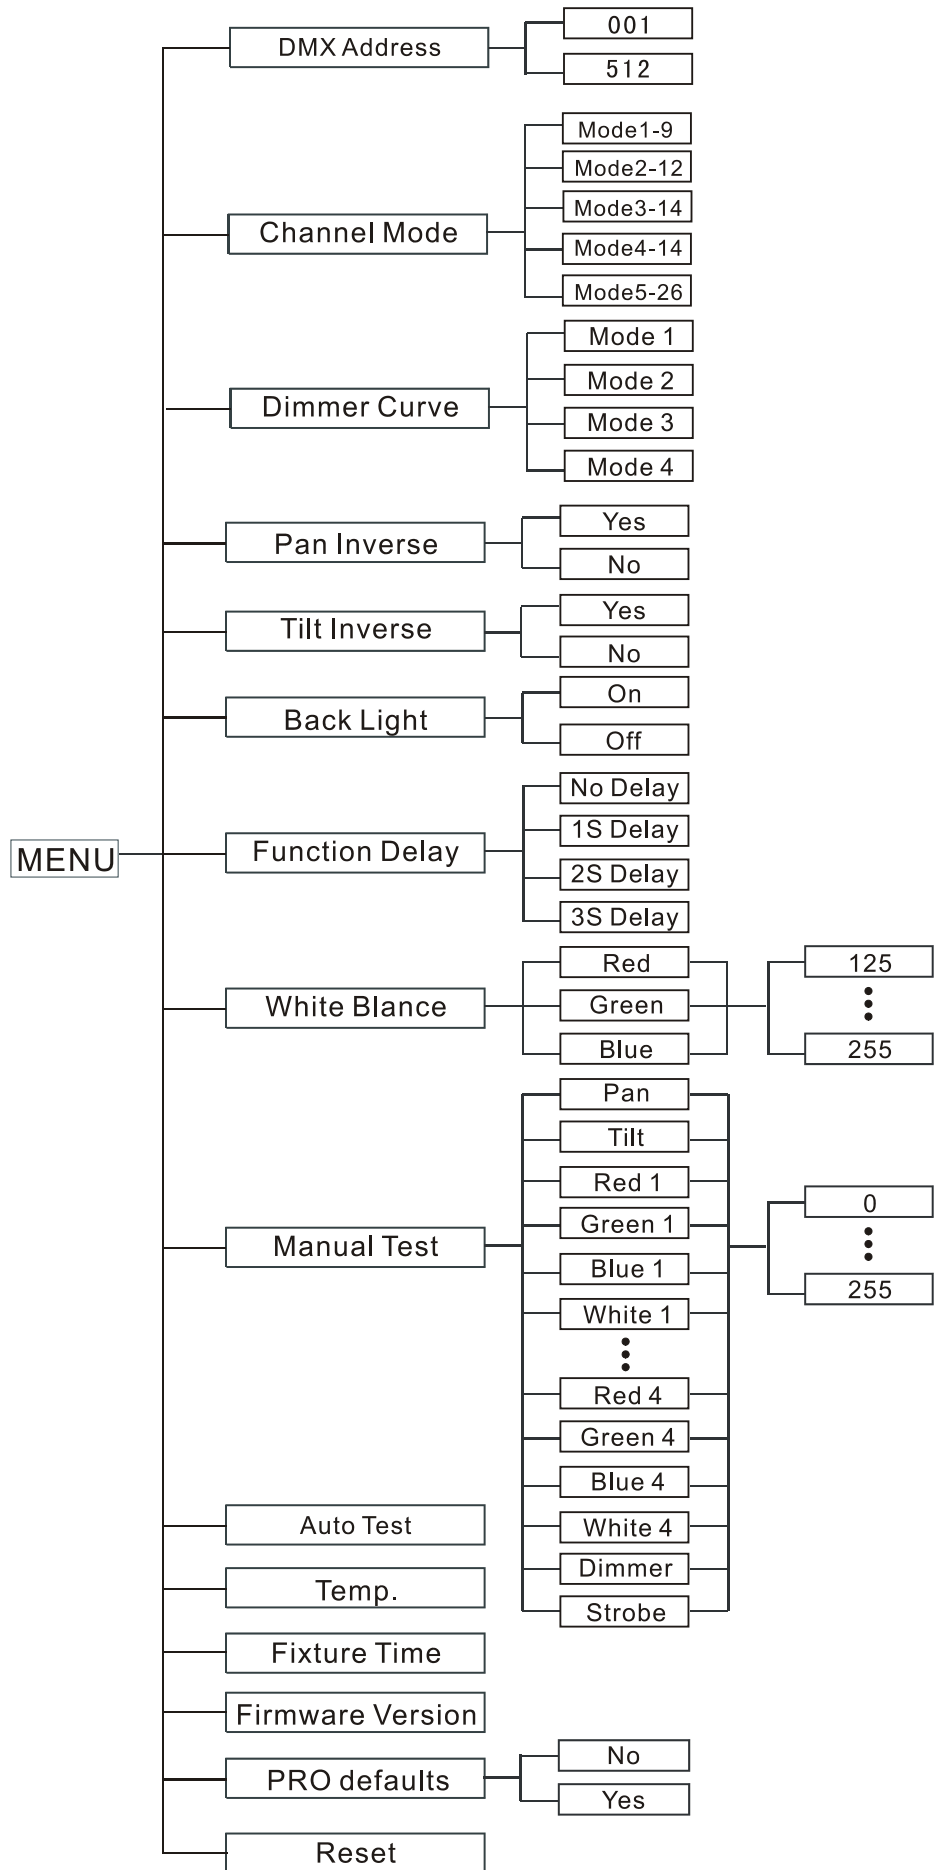 DMX Address
001
512
Channel Mode
Mode1-9
Mode2-12
Mode3-14
Mode4-14
Mode5-26
Dimmer Curve
Mode 1
Mode 2
Mode 3
Mode 4
Pan Inverse
Yes
No
Tilt Inverse
Yes
No
Back Light
On
Off
MENU
Function Delay
No Delay
1S Delay
2S Delay
3S Delay
White Blance
Red
Green
Blue
125
255
Manual Test
Pan
Tilt
Red 1
Green 1
Blue 1
White 1
Red 4
Green 4
Blue 4
White 4
Dimmer
Strobe
0
255
Auto Test
Temp.
Fixture Time
Firmware Version
PRO defaults
No
Yes
Reset